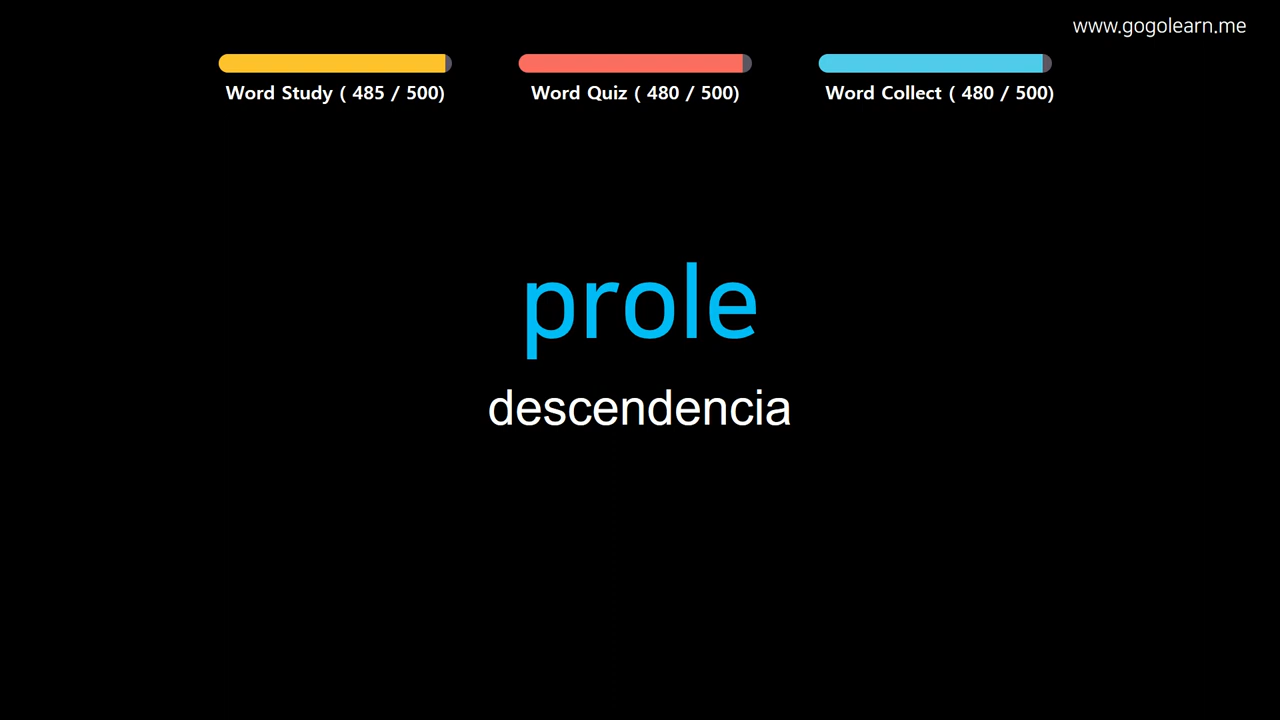 www.gogolearn.me
Word Study ( 485 / 500)
Word Quiz ( 480 / 500)
Word Collect ( 480 / 500)
prole
descendencia